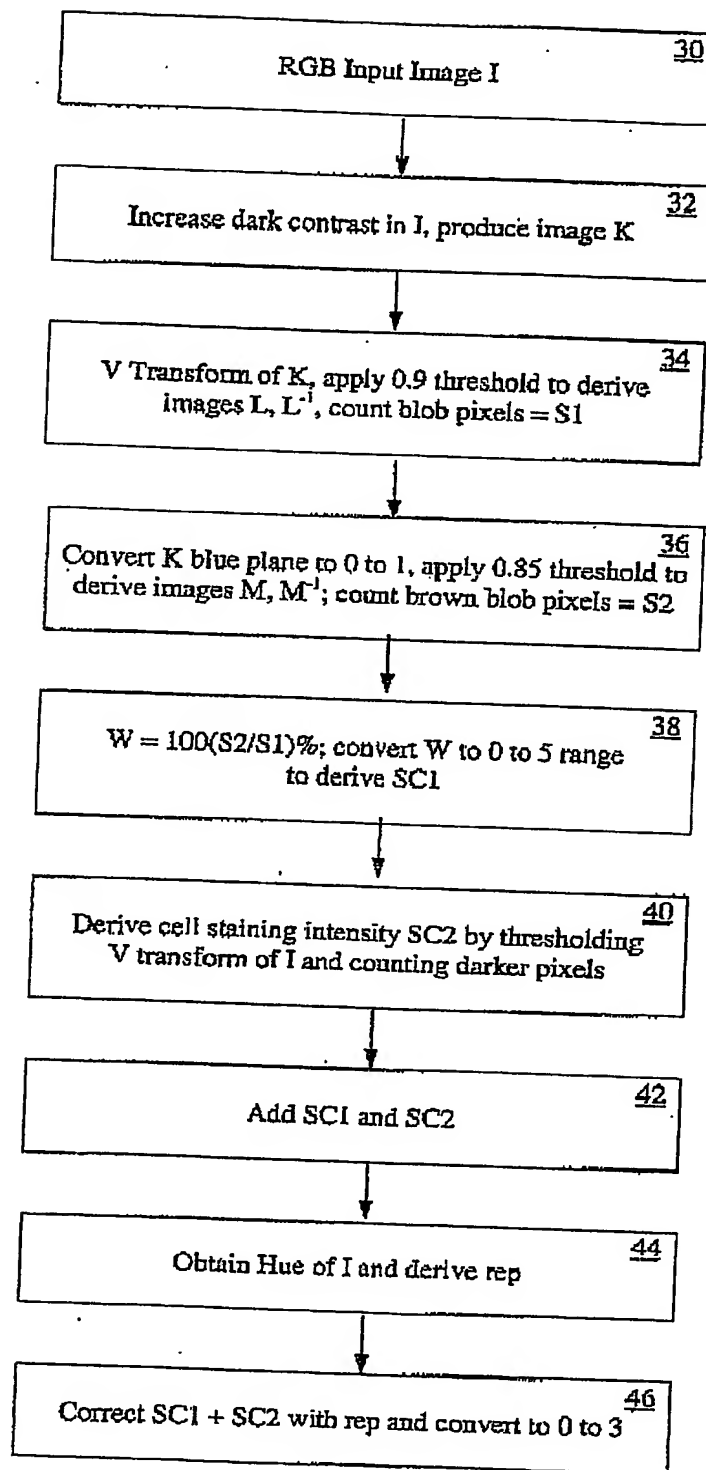 30
RGB Input Image I
32
Increase dark contrast in I, produce image K
34
V Transform of K, apply 0.9 threshold to derive
images L, L⁻¹, count blob pixels = S1
36
Convert K blue plane to 0 to 1, apply 0.85 threshold to
derive images M, M⁻¹; count brown blob pixels = S2
38
W = 100(S2/S1)%; convert W to 0 to 5 range
to derive SC1
40
Derive cell staining intensity SC2 by thresholding
V transform of I and counting darker pixels
42
Add SC1 and SC2
44
Obtain Hue of I and derive rep
46
Correct SC1 + SC2 with rep and convert to 0 to 3